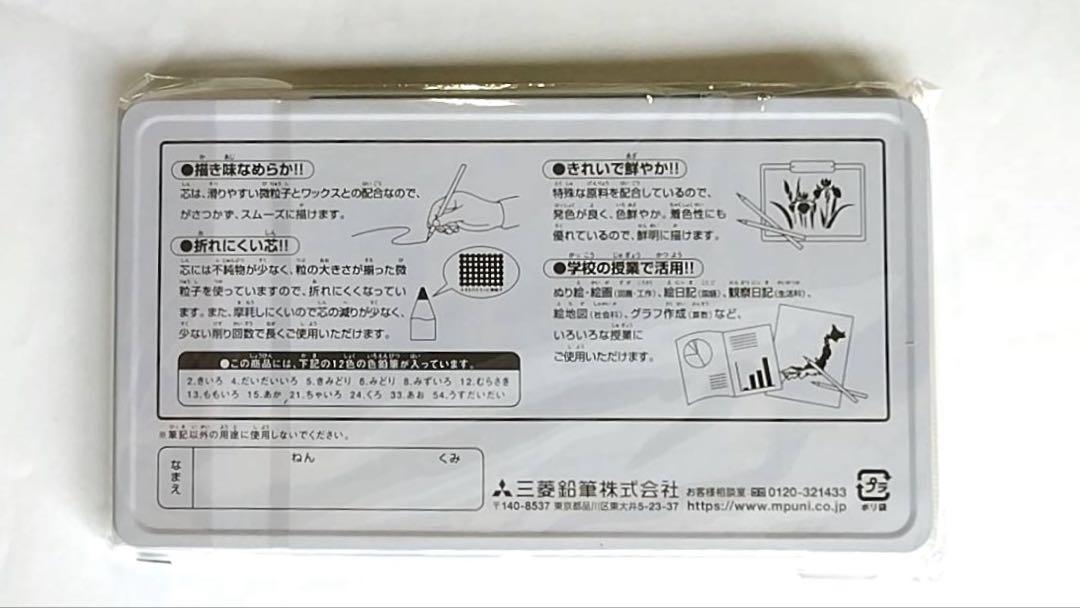 ●描き味なめらか!!
芯は、滑りやすい微粒子とワックスとの配合なので、
がさつかず、スムーズに描けます。
●折れにくい芯!!
芯には不純物が少なく、粒の大きさが揃った微
粒子を使っていますので、折れにくくなってい
ます。また、摩耗しにくいので芯の減りが少なく、
少ない削り回数で長くご使用いただけます。
●この商品には、下記の12色の色鉛筆が入っています。
2.きいろ 4.だいだいいろ 5.きみどり 6.みどり 8.みずいろ 12.むらさき
13.ももいろ 15.あか 21.ちゃいろ 24.くろ 33.あお 54.うすだいだい
●きれいで鮮やか!!
特殊な原料を配合しているので、
発色が良く、色鮮やか。着色性にも
優れているので、鮮明に描けます。
●学校の授業で活用!!
ぬり絵・絵画(図画・工作)、絵日記(国語)、観察日記(生活科)、
絵地図(社会科)、グラフ作成(算数)など、
いろいろな授業に
ご使用いただけます。
※筆記以外の用途に使用しないでください。
なまえ
ねん くみ
三菱鉛筆株式会社 お客様相談室 0120-321433
〒140-8537 東京都品川区東大井5-23-37 https://www.mpuni.co.jp
プラ
ポリ袋